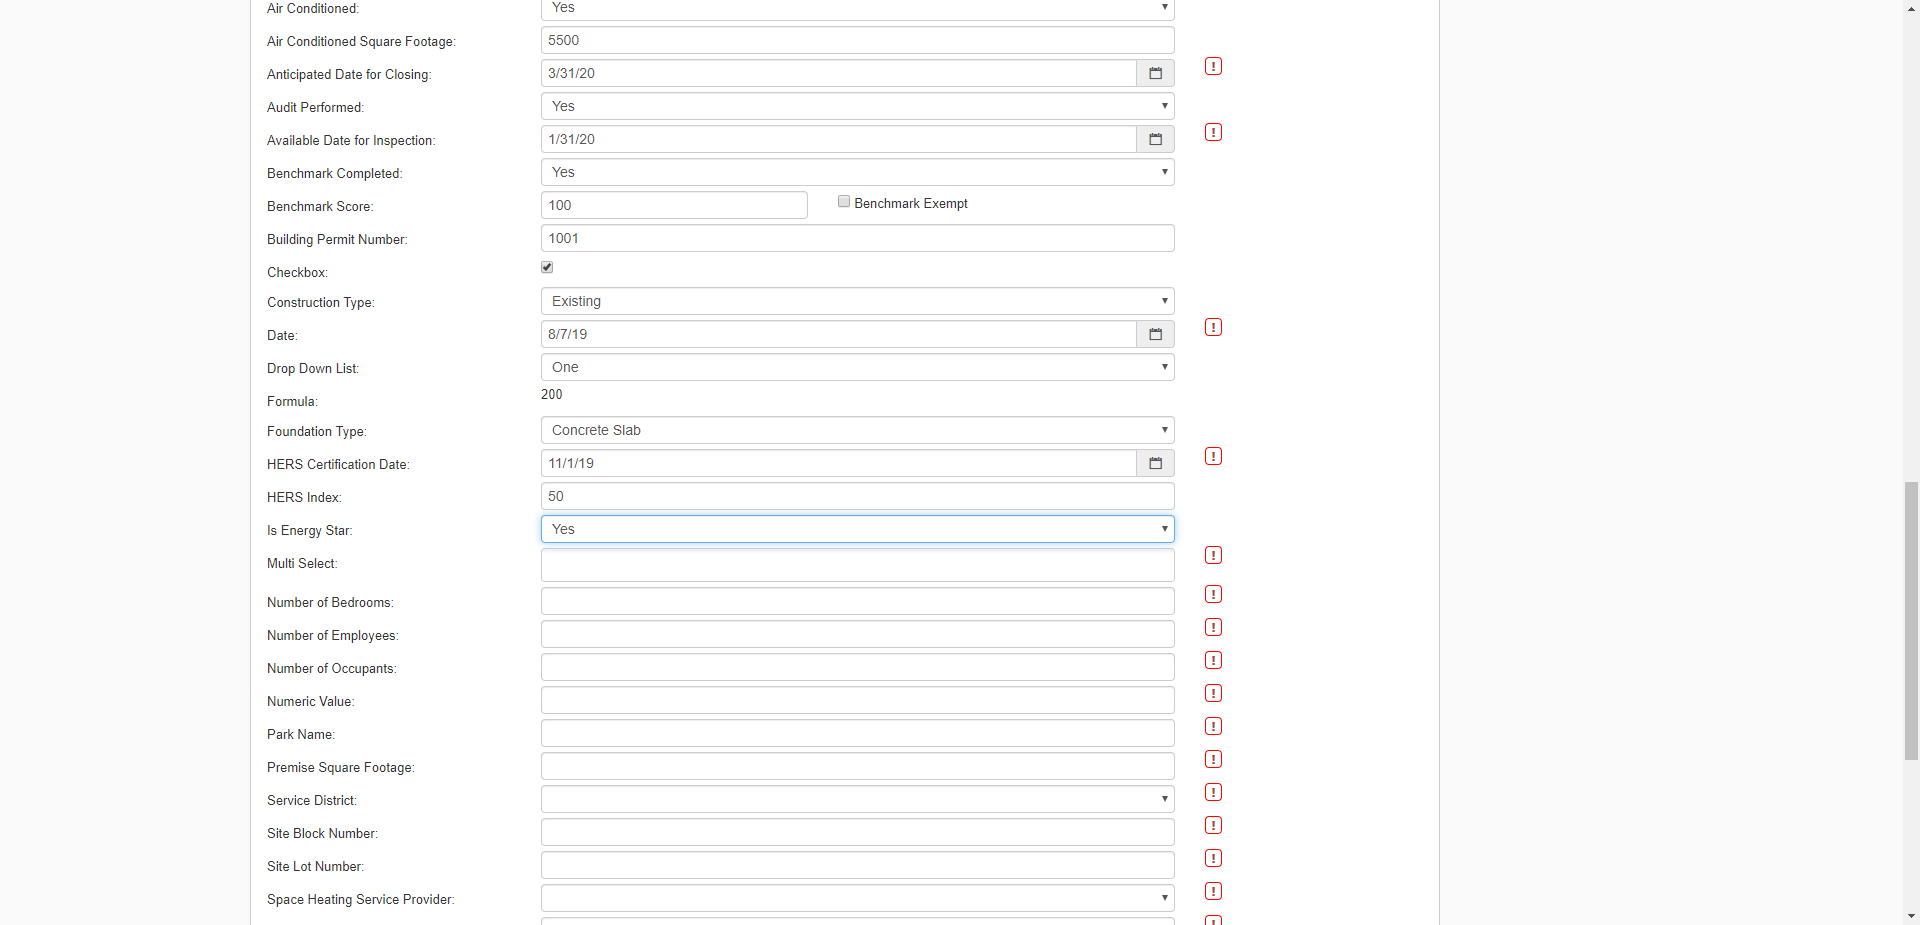 Air Conditioned: Yes
Air Conditioned Square Footage: 5500
Anticipated Date for Closing: 3/31/20 !
Audit Performed: Yes
Available Date for Inspection: 1/31/20 !
Benchmark Completed: Yes
Benchmark Score: 100 Benchmark Exempt
Building Permit Number: 1001
Checkbox:
Construction Type: Existing
Date: 8/7/19 !
Drop Down List: One
Formula: 200
Foundation Type: Concrete Slab
HERS Certification Date: 11/1/19 !
HERS Index: 50
Is Energy Star: Yes
Multi Select: !
Number of Bedrooms: !
Number of Employees: !
Number of Occupants: !
Numeric Value: !
Park Name: !
Premise Square Footage: !
Service District: !
Site Block Number: !
Site Lot Number: !
Space Heating Service Provider: !